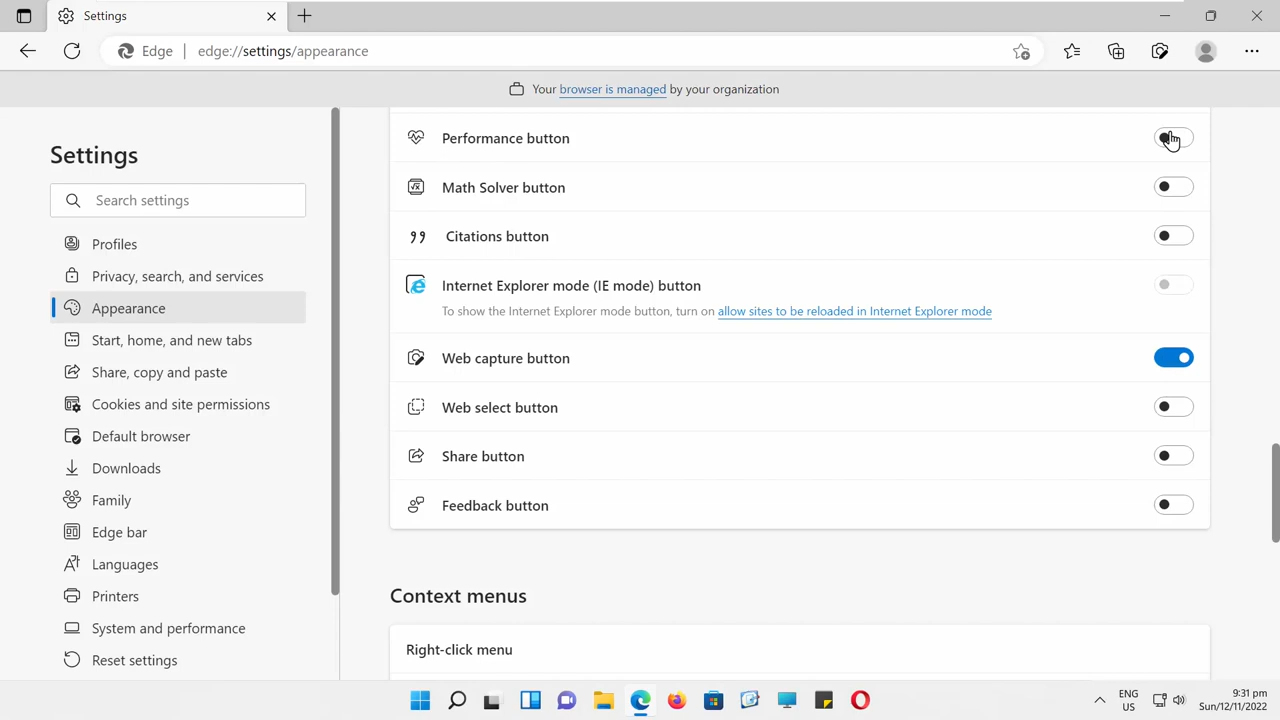 Settings
Edge
edge://settings/appearance
Your browser is managed by your organization
Settings
Search settings
Profiles
Privacy, search, and services
Appearance
Start, home, and new tabs
Share, copy and paste
Cookies and site permissions
Default browser
Downloads
Family
Edge bar
Languages
Printers
System and performance
Reset settings
Performance button
Math Solver button
Citations button
Internet Explorer mode (IE mode) button
To show the Internet Explorer mode button, turn on allow sites to be reloaded in Internet Explorer mode
Web capture button
Web select button
Share button
Feedback button
Context menus
Right-click menu
ENG
US
9:31 pm
Sun/12/11/2022